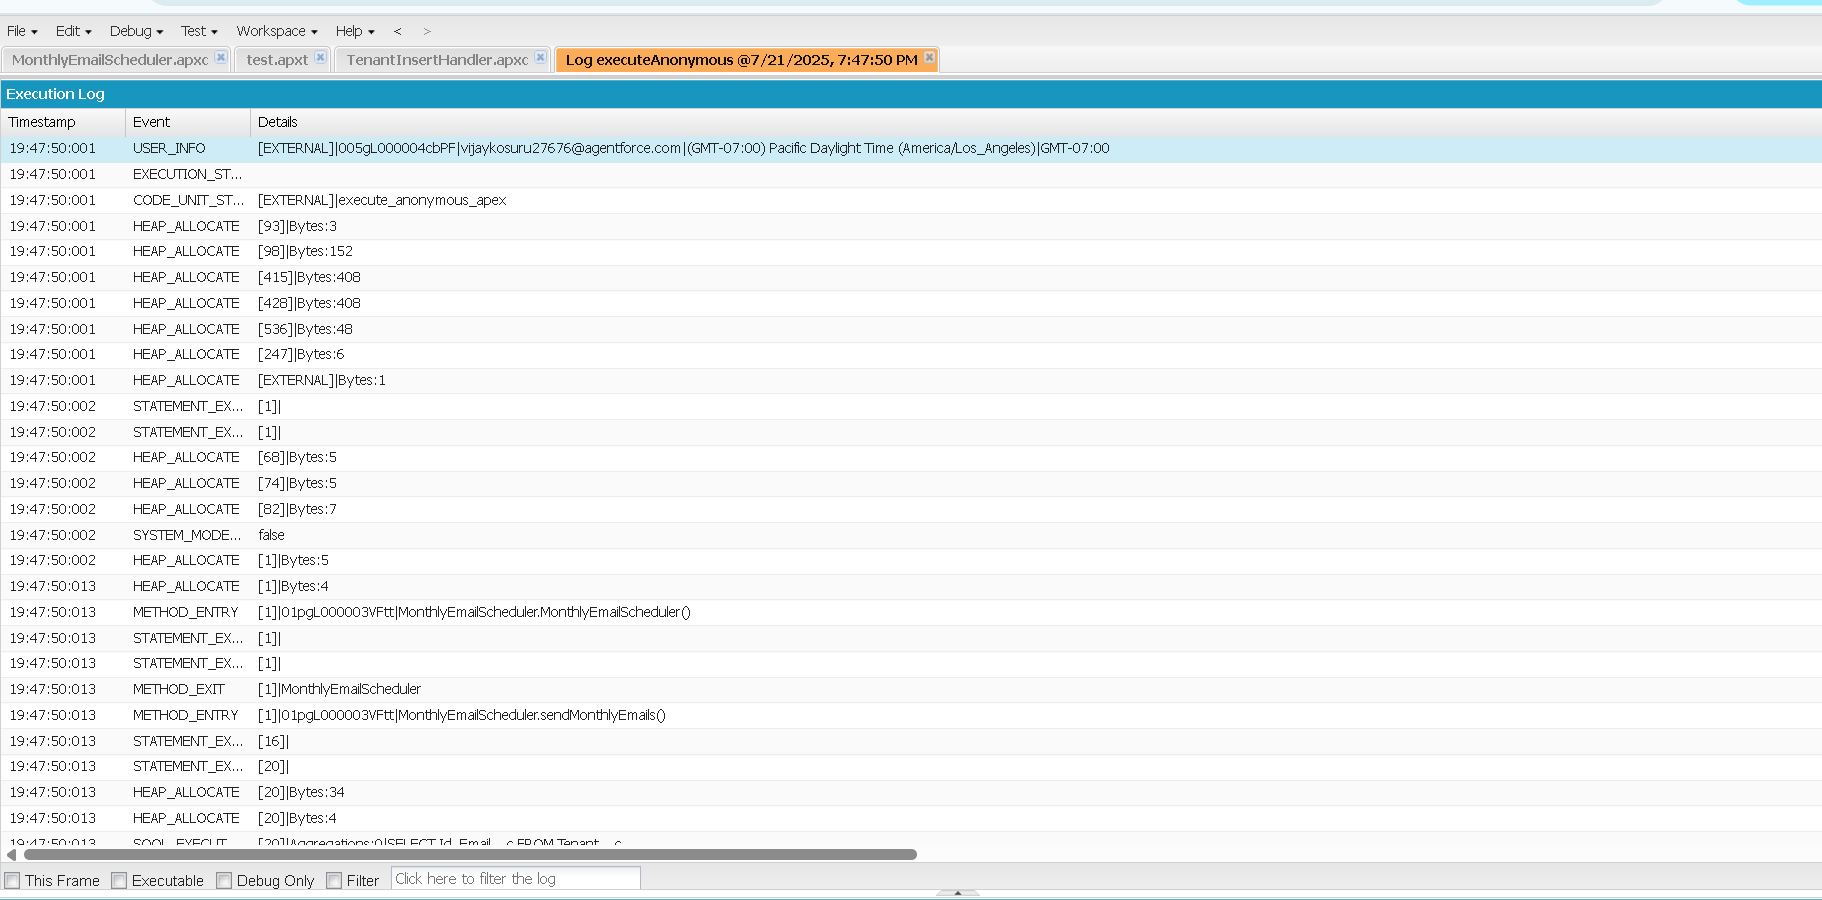 File Edit Debug Test Workspace Help < >
MonthlyEmailScheduler.apxc test.apxt TenantInsertHandler.apxc Log executeAnonymous @7/21/2025, 7:47:50 PM
Execution Log
Timestamp Event Details
19:47:50:001 USER_INFO [EXTERNAL]|005gL000004cbPF|vijaykosuru27676@agentforce.com|(GMT-07:00) Pacific Daylight Time (America/Los_Angeles)|GMT-07:00
19:47:50:001 EXECUTION_ST...
19:47:50:001 CODE_UNIT_ST... [EXTERNAL]|execute_anonymous_apex
19:47:50:001 HEAP_ALLOCATE [93]|Bytes:3
19:47:50:001 HEAP_ALLOCATE [98]|Bytes:152
19:47:50:001 HEAP_ALLOCATE [415]|Bytes:408
19:47:50:001 HEAP_ALLOCATE [428]|Bytes:408
19:47:50:001 HEAP_ALLOCATE [536]|Bytes:48
19:47:50:001 HEAP_ALLOCATE [247]|Bytes:6
19:47:50:001 HEAP_ALLOCATE [EXTERNAL]|Bytes:1
19:47:50:002 STATEMENT_EX... [1]|
19:47:50:002 STATEMENT_EX... [1]|
19:47:50:002 HEAP_ALLOCATE [68]|Bytes:5
19:47:50:002 HEAP_ALLOCATE [74]|Bytes:5
19:47:50:002 HEAP_ALLOCATE [82]|Bytes:7
19:47:50:002 SYSTEM_MODE... false
19:47:50:002 HEAP_ALLOCATE [1]|Bytes:5
19:47:50:013 HEAP_ALLOCATE [1]|Bytes:4
19:47:50:013 METHOD_ENTRY [1]|01pgL000003VFtt|MonthlyEmailScheduler.MonthlyEmailScheduler()
19:47:50:013 STATEMENT_EX... [1]|
19:47:50:013 STATEMENT_EX... [1]|
19:47:50:013 METHOD_EXIT [1]|MonthlyEmailScheduler
19:47:50:013 METHOD_ENTRY [1]|01pgL000003VFtt|MonthlyEmailScheduler.sendMonthlyEmails()
19:47:50:013 STATEMENT_EX... [16]|
19:47:50:013 STATEMENT_EX... [20]|
19:47:50:013 HEAP_ALLOCATE [20]|Bytes:34
19:47:50:013 HEAP_ALLOCATE [20]|Bytes:4
19:47:50:013 SOQL_EXECUT... [20]|Aggregations:0|SELECT Id, Email__c FROM Tenant__c
This Frame Executable Debug Only Filter Click here to filter the log